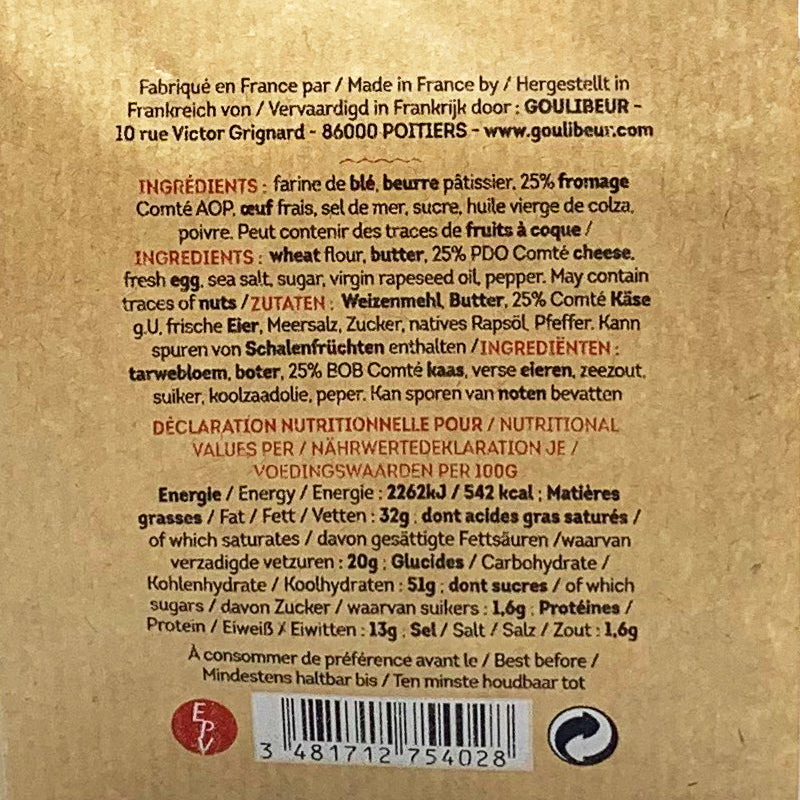 Fabriqué en France par / Made in France by / Hergestellt in
Frankreich von / Vervaardigd in Frankrijk door : GOULIBEUR -
10 rue Victor Grignard - 86000 POITIERS - www.goulibeur.com
INGRÉDIENTS : farine de blé, beurre pâtissier, 25% fromage
Comté AOP, œuf frais, sel de mer, sucre, huile vierge de colza,
poivre. Peut contenir des traces de fruits à coque /
INGREDIENTS : wheat flour, butter, 25% PDO Comté cheese,
fresh egg, sea salt, sugar, virgin rapeseed oil, pepper. May contain
traces of nuts / ZUTATEN : Weizenmehl, Butter, 25% Comté Käse
g.U, frische Eier, Meersalz, Zucker, natives Rapsöl, Pfeffer. Kann
spuren von Schalenfrüchten enthalten / INGREDIËNTEN :
tarwebloem, boter, 25% BOB Comté kaas, verse eieren, zeezout,
suiker, koolzaadolie, peper. Kan sporen van noten bevatten
DÉCLARATION NUTRITIONNELLE POUR / NUTRITIONAL
VALUES PER / NÄHRWERTEDEKLARATION JE /
VOEDINGSWAARDEN PER 100G
Energie / Energy / Energie : 2262kJ / 542 kcal ; Matières
grasses / Fat / Fett / Vetten : 32g ; dont acides gras saturés /
of which saturates / davon gesättigte Fettsäuren /waarvan
verzadigde vetzuren : 20g ; Glucides / Carbohydrate /
Kohlenhydrate / Koolhydraten : 51g ; dont sucres / of which
sugars / davon Zucker / waarvan suikers : 1,6g ; Protéines /
Protein / Eiweiß / Eiwitten : 13g ; Sel / Salt / Salz / Zout : 1,6g
À consommer de préférence avant le / Best before /
Mindestens haltbar bis / Ten minste houdbaar tot
EPV
3 481712 754028